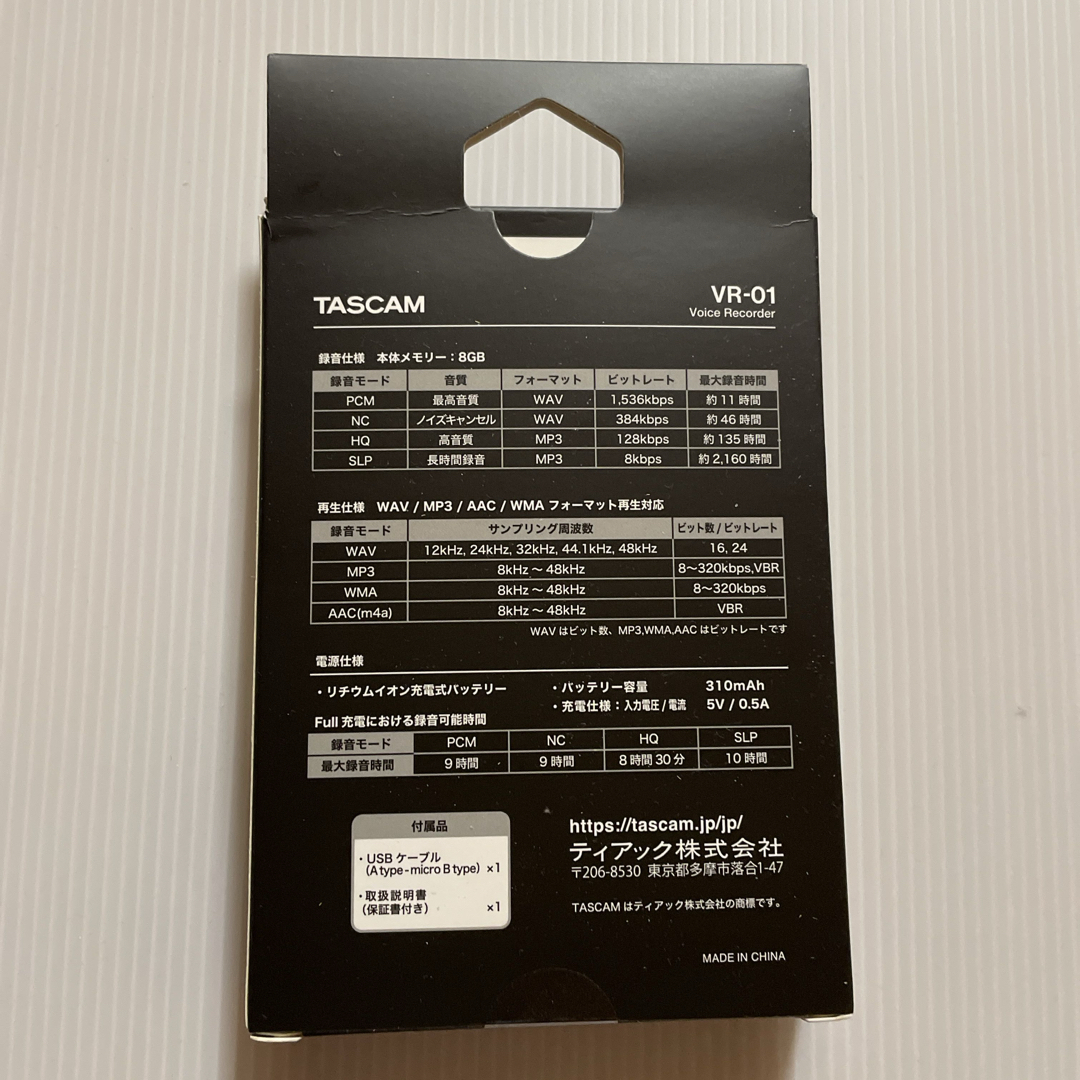 TASCAM
VR-01
Voice Recorder
録音仕様 本体メモリー：8GB
録音モード 音質 フォーマット ビットレート 最大録音時間
PCM 最高音質 WAV 1,536kbps 約 11 時間
NC ノイズキャンセル WAV 384kbps 約 46 時間
HQ 高音質 MP3 128kbps 約 135 時間
SLP 長時間録音 MP3 8kbps 約 2,160 時間
再生仕様 WAV / MP3 / AAC / WMA フォーマット再生対応
録音モード サンプリング周波数 ビット数 / ビットレート
WAV 12kHz, 24kHz, 32kHz, 44.1kHz, 48kHz 16, 24
MP3 8kHz ～ 48kHz 8～320kbps,VBR
WMA 8kHz ～ 48kHz 8～320kbps
AAC(m4a) 8kHz ～ 48kHz VBR
WAV はビット数、MP3,WMA,AAC はビットレートです
電源仕様
・リチウムイオン充電式バッテリー ・バッテリー容量 310mAh
・充電仕様：入力電圧 / 電流 5V / 0.5A
Full 充電における録音可能時間
録音モード PCM NC HQ SLP
最大録音時間 9 時間 9 時間 8 時間 30 分 10 時間
付属品
・USB ケーブル
（A type - micro B type）×1
・取扱説明書
（保証書付き） ×1
https://tascam.jp/jp/
ティアック株式会社
〒206-8530 東京都多摩市落合1-47
TASCAM はティアック株式会社の商標です。
MADE IN CHINA